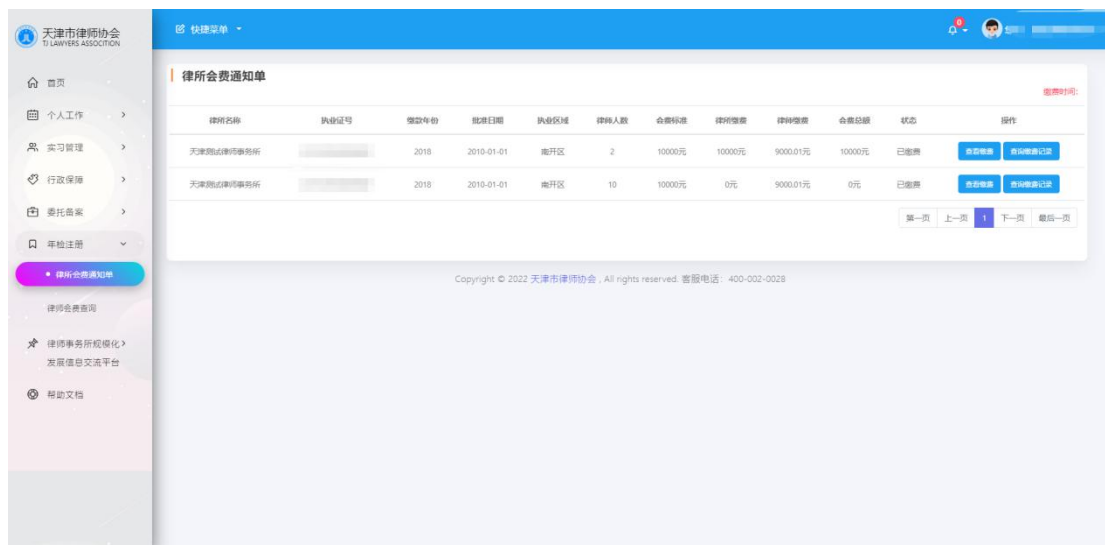 天津市律师协会
TJ LAWYERS ASSOCITION
快捷菜单
首页
个人工作
实习管理
行政保障
委托备案
年检注册
律所会费通知单
律师会费查询
律师事务所规模化
发展信息交流平台
帮助文档
律所会费通知单
缴费时间:
律所名称 执业证号 缴款年份 批准日期 执业区域 律师人数 会费标准 律所缴费 律师缴费 会费总额 状态 操作
天津测试律师事务所 2018 2010-01-01 南开区 2 10000元 10000元 9000.01元 10000元 已缴费 查看缴费 查询缴费记录
天津测试律师事务所 2018 2010-01-01 南开区 10 10000元 0元 9000.01元 0元 已缴费 查看缴费 查询缴费记录
第一页 上一页 1 下一页 最后一页
Copyright © 2022 天津市律师协会 , All rights reserved. 客服电话：400-002-0028